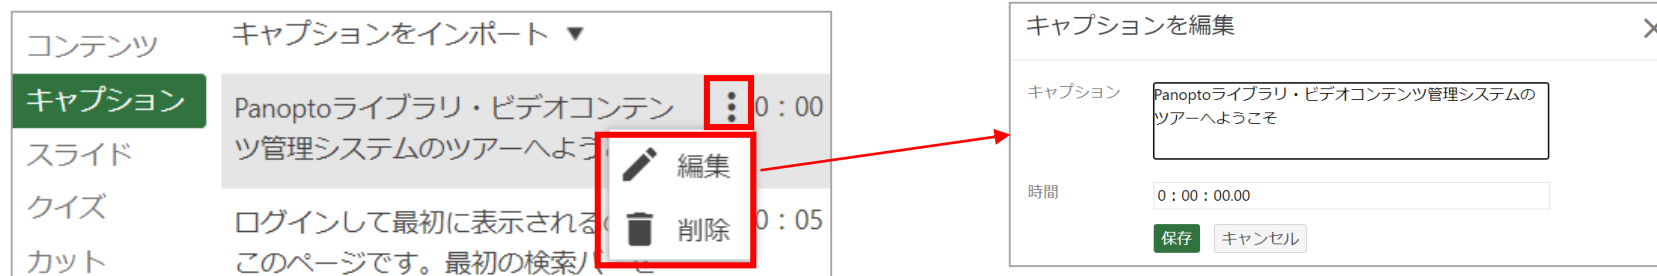 コンテンツ
キャプション
スライド
クイズ
カット
キャプションをインポート ▼
Panoptoライブラリ・ビデオコンテン
ツ管理システムのツアーへよう
0：00
編集
削除
ログインして最初に表示される
このページです。最初の検索バ
0：05
キャプションを編集
キャプション
Panoptoライブラリ・ビデオコンテンツ管理システムの
ツアーへようこそ
時間
0：00：00.00
保存
キャンセル